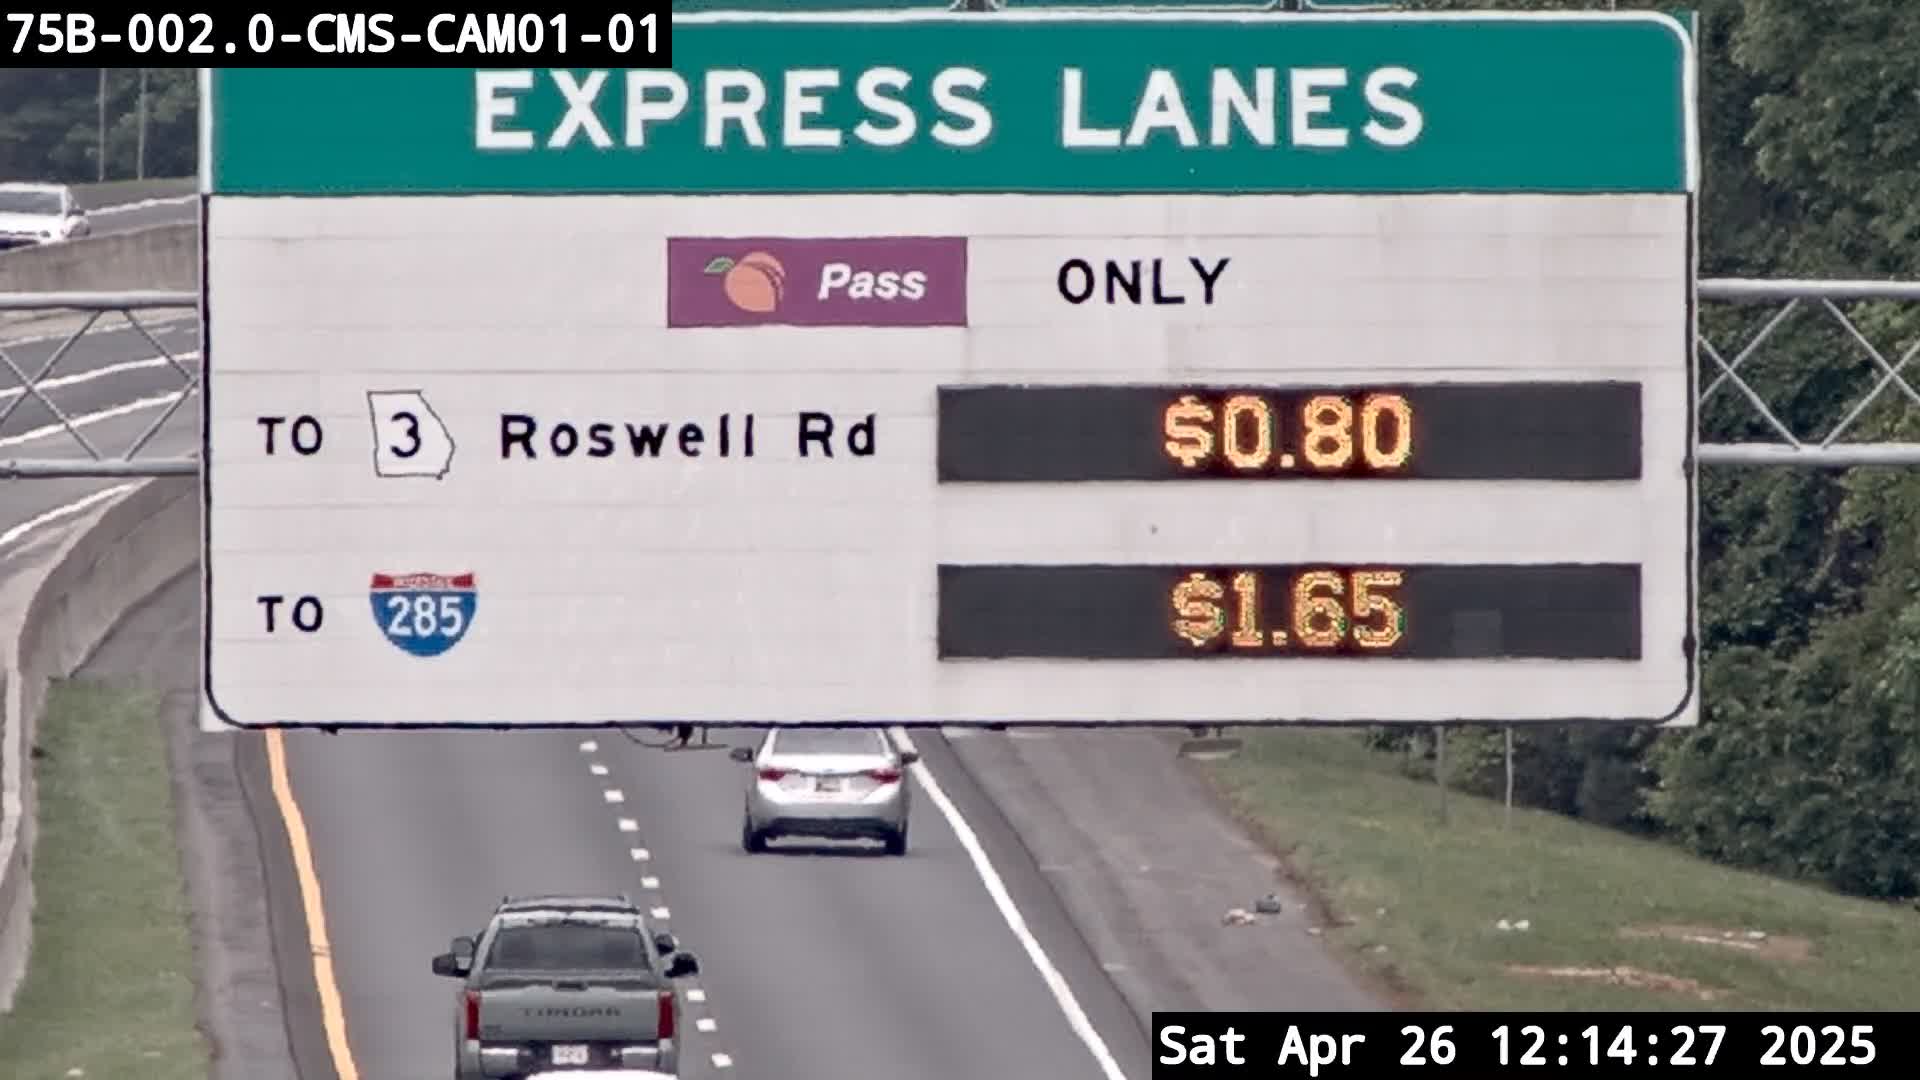 75B-002.0-CMS-CAM01-01
EXPRESS LANES
Pass ONLY
TO 3 Roswell Rd $0.80
TO 285 $1.65
TUNDRA
Sat Apr 26 12:14:27 2025